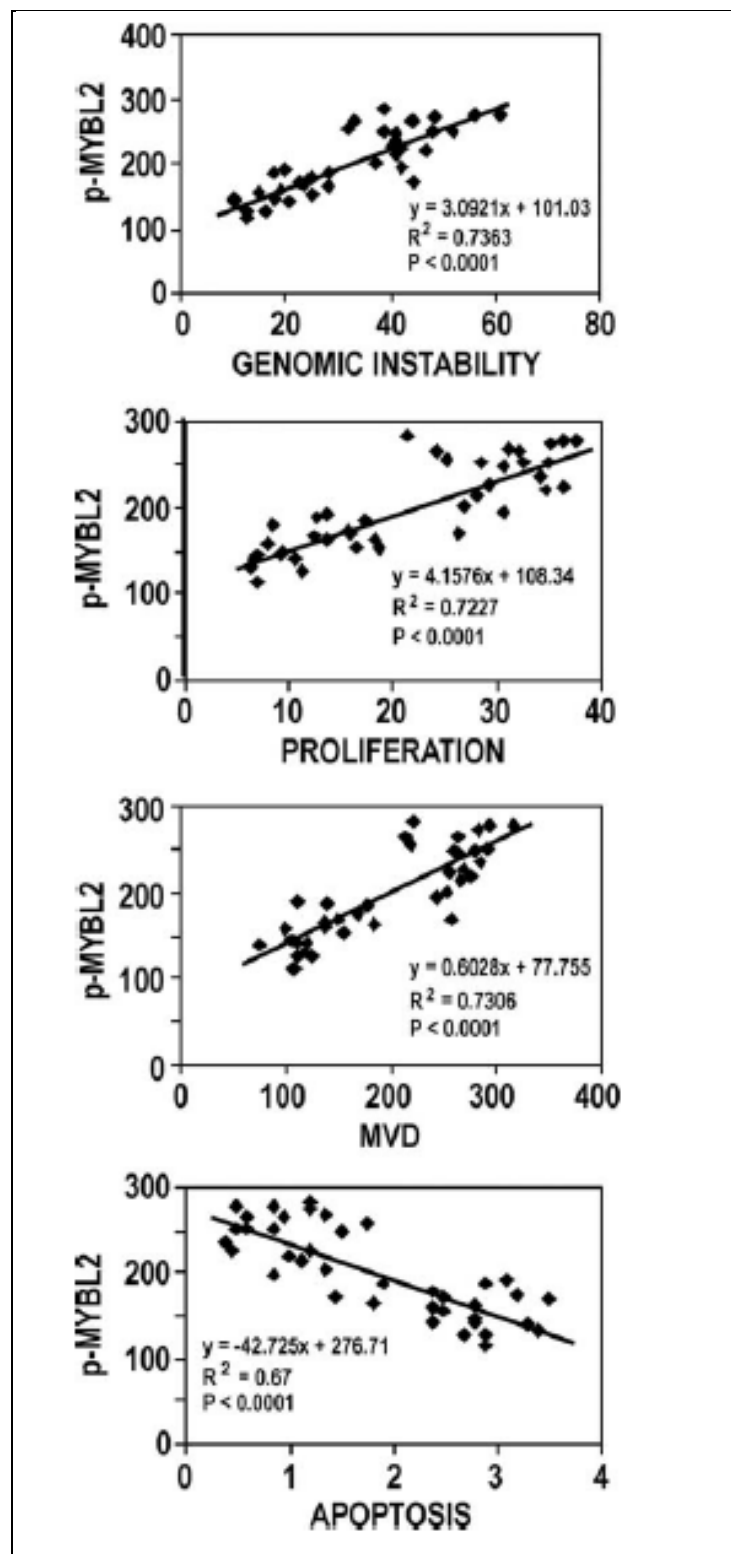 p-MYBL2
400
300
200
100
0
y = 3.0921x + 101.03
R² = 0.7363
P < 0.0001
0 20 40 60 80
GENOMIC INSTABILITY
p-MYBL2
300
200
100
0
y = 4.1576x + 108.34
R² = 0.7227
P < 0.0001
0 10 20 30 40
PROLIFERATION
p-MYBL2
300
200
100
0
y = 0.6028x + 77.755
R² = 0.7306
P < 0.0001
0 100 200 300 400
MVD
p-MYBL2
300
200
100
0
y = -42.725x + 276.71
R² = 0.67
P < 0.0001
0 1 2 3 4
APOPTOSIS